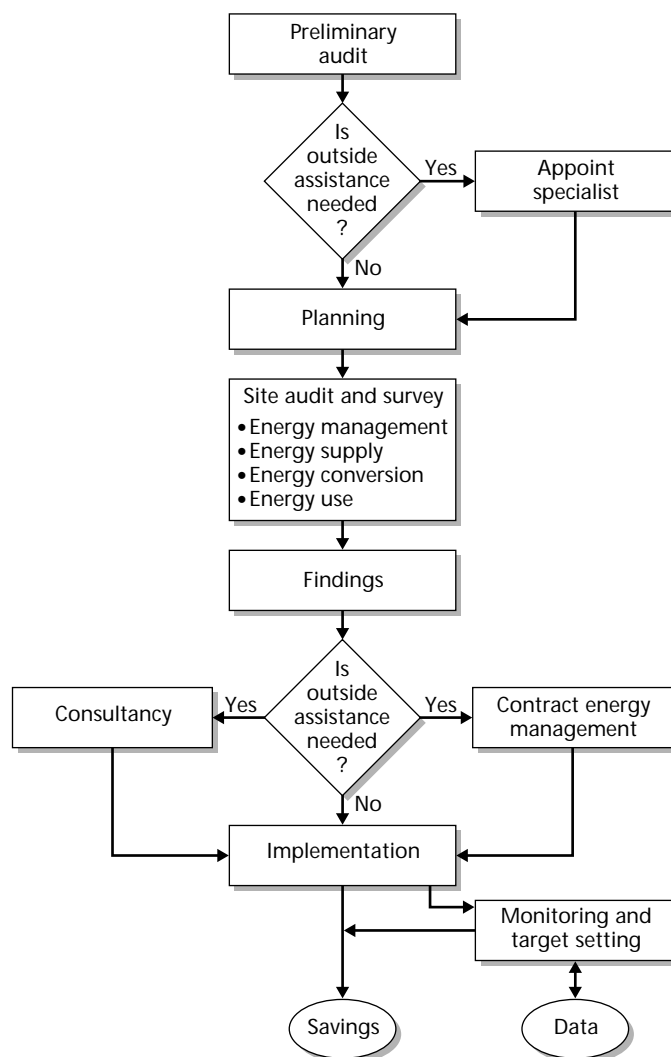 Preliminary
audit
Is
outside
assistance
needed
?
Yes
Appoint
specialist
No
Planning
Site audit and survey
• Energy management
• Energy supply
• Energy conversion
• Energy use
Findings
Is
outside
assistance
needed
?
Yes
Consultancy
Yes
Contract energy
management
No
Implementation
Monitoring and
target setting
Savings
Data